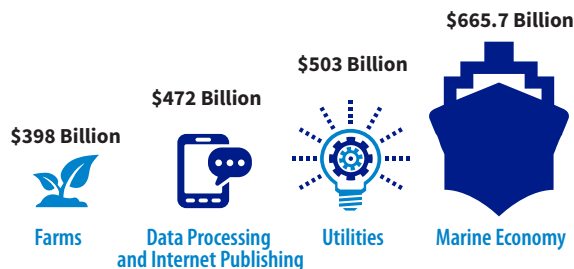 $665.7 Billion
$503 Billion
$472 Billion
$398 Billion
Farms
Data Processing
and Internet Publishing
Utilities
Marine Economy